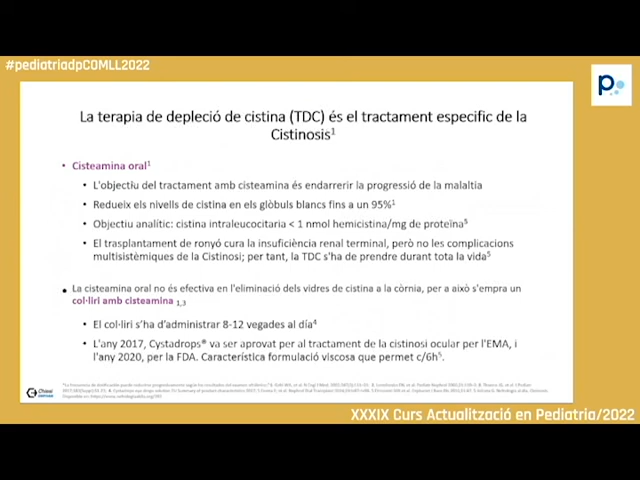 #pediatriadpCOMLL2022
p
La terapia de depleció de cistina (TDC) és el tractament especific de la
Cistinosis¹
• Cisteamina oral¹
• L'objectiu del tractament amb cisteamina és endarrerir la progressió de la malaltia
• Redueix els nivells de cistina en els glòbuls blancs fins a un 95%¹
• Objectiu analític: cistina intraleucocitaria < 1 nmol hemicistina/mg de proteïna⁵
• El trasplantament de ronyó cura la insuficiència renal terminal, però no les complicacions
multisistèmiques de la Cistinosi; per tant, la TDC s'ha de prendre durant tota la vida⁵
• La cisteamina oral no és efectiva en l'eliminació dels vidres de cistina a la còrnia, per a això s'empra un
col·liri amb cisteamina 1,3
• El col·liri s'ha d'administrar 8-12 vegades al día⁴
• L'any 2017, Cystadrops® va ser aprovat per al tractament de la cistinosi ocular per l'EMA, i
l'any 2020, per la FDA. Característica formulació viscosa que permet c/6h⁵.
Chiesi
XXXIX Curs Actualització en Pediatria/2022